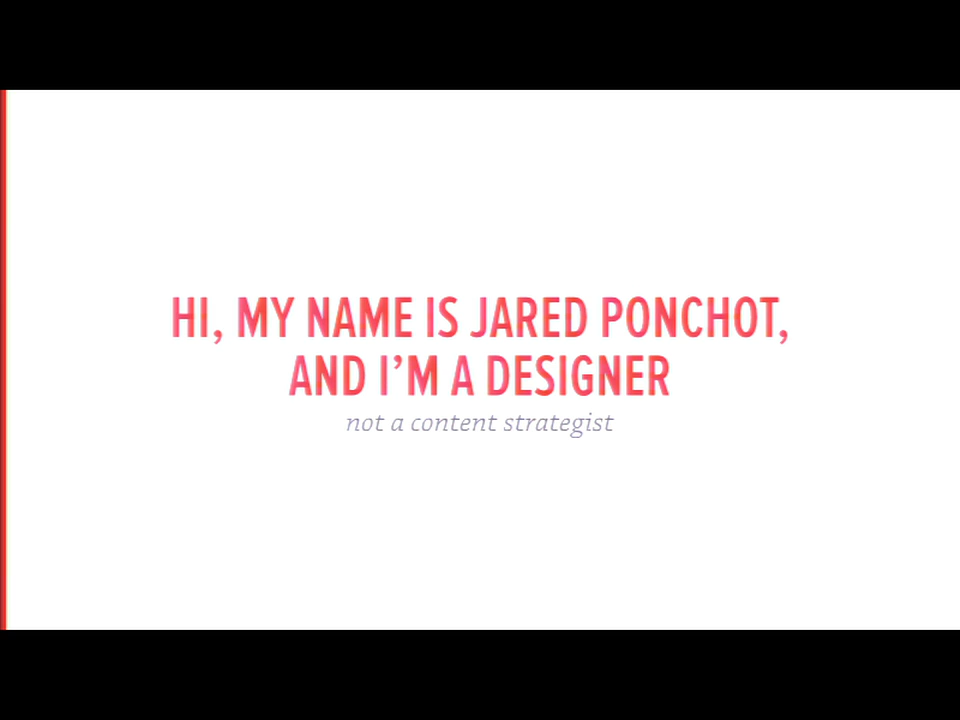 HI, MY NAME IS JARED PONCHOT,
AND I’M A DESIGNER
not a content strategist